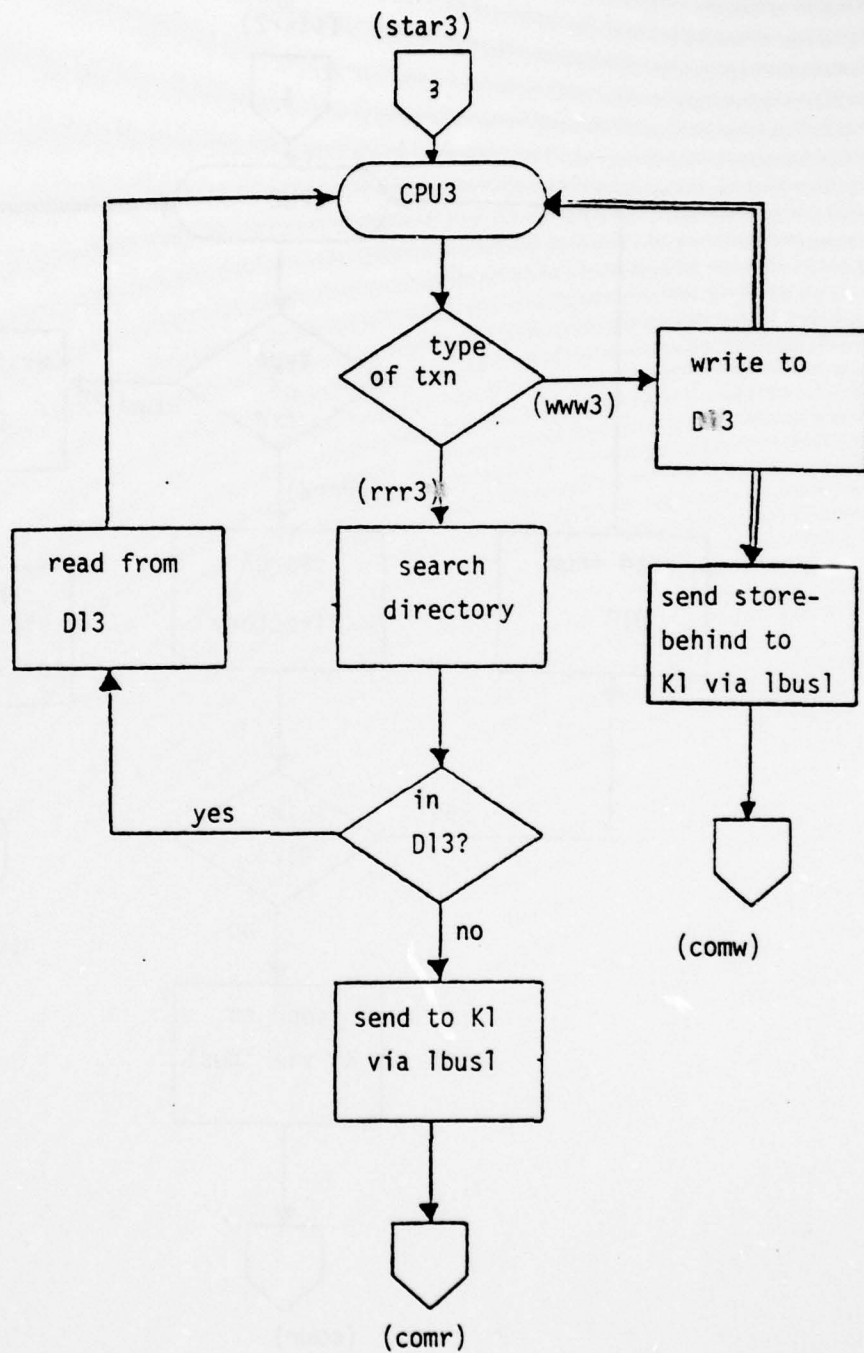 (star3)
3
CPU3
type
of txn
(www3)
write to
D13
(rrr3)
read from
D13
search
directory
send store-
behind to
K1 via lbus1
in
D13?
yes
no
(comw)
send to K1
via lbus1
(comr)